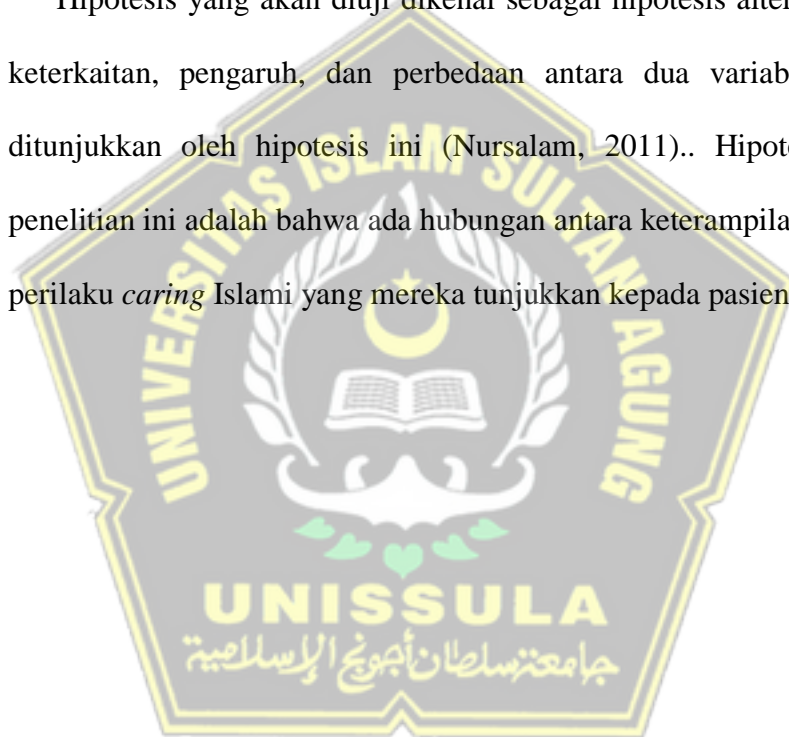 Hipotesis yang akan diuji dikenal sebagai hipotesis alter
keterkaitan, pengaruh, dan perbedaan antara dua variab
ditunjukkan oleh hipotesis ini (Nursalam, 2011).. Hipote
penelitian ini adalah bahwa ada hubungan antara keterampila
perilaku caring Islami yang mereka tunjukkan kepada pasien
UNIVERSITAS ISLAM SULTAN AGUNG
UNISSULA
جامعة سلطان أجونج الإسلامية